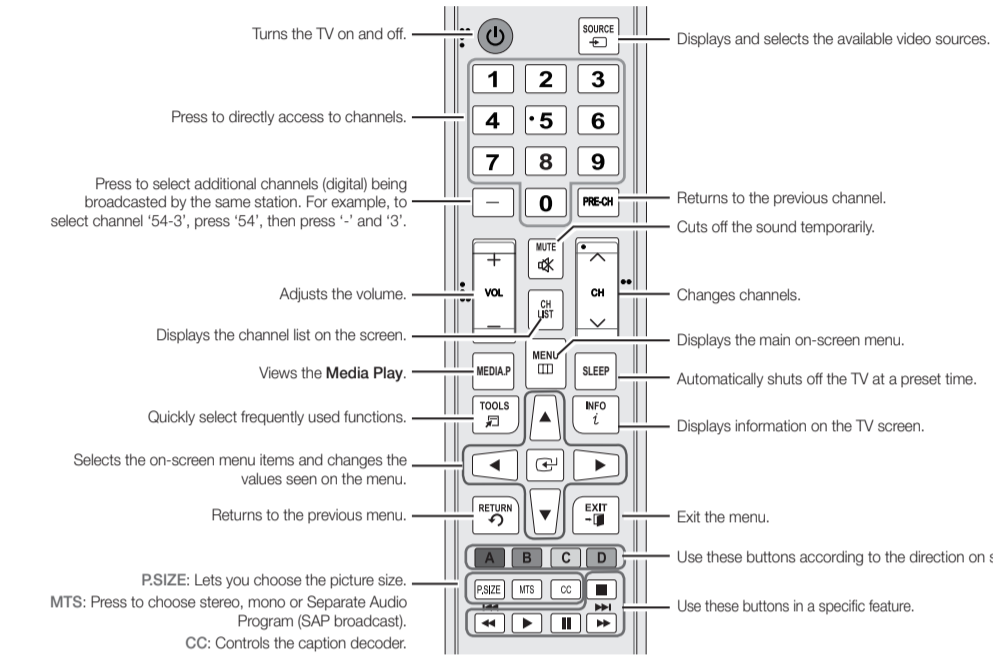 Turns the TV on and off.
SOURCE
Displays and selects the available video sources.
1 2 3
Press to directly access to channels.
4 5 6
7 8 9
Press to select additional channels (digital) being
broadcasted by the same station. For example, to
select channel ‘54-3’, press ‘54’, then press ‘-’ and ‘3’.
– 0 PRE-CH
Returns to the previous channel.
Cuts off the sound temporarily.
MUTE
+
Adjusts the volume.
VOL
CH
Changes channels.
–
CH
LIST
Displays the channel list on the screen.
Displays the main on-screen menu.
MENU
Views the Media Play.
MEDIA.P
SLEEP
Automatically shuts off the TV at a preset time.
Quickly select frequently used functions.
TOOLS
INFO
i
Displays information on the TV screen.
Selects the on-screen menu items and changes the
values seen on the menu.
Returns to the previous menu.
RETURN
EXIT
Exit the menu.
A B C D
Use these buttons according to the direction on s
P.SIZE: Lets you choose the picture size.
P.SIZE MTS CC
MTS: Press to choose stereo, mono or Separate Audio
Program (SAP broadcast).
Use these buttons in a specific feature.
CC: Controls the caption decoder.